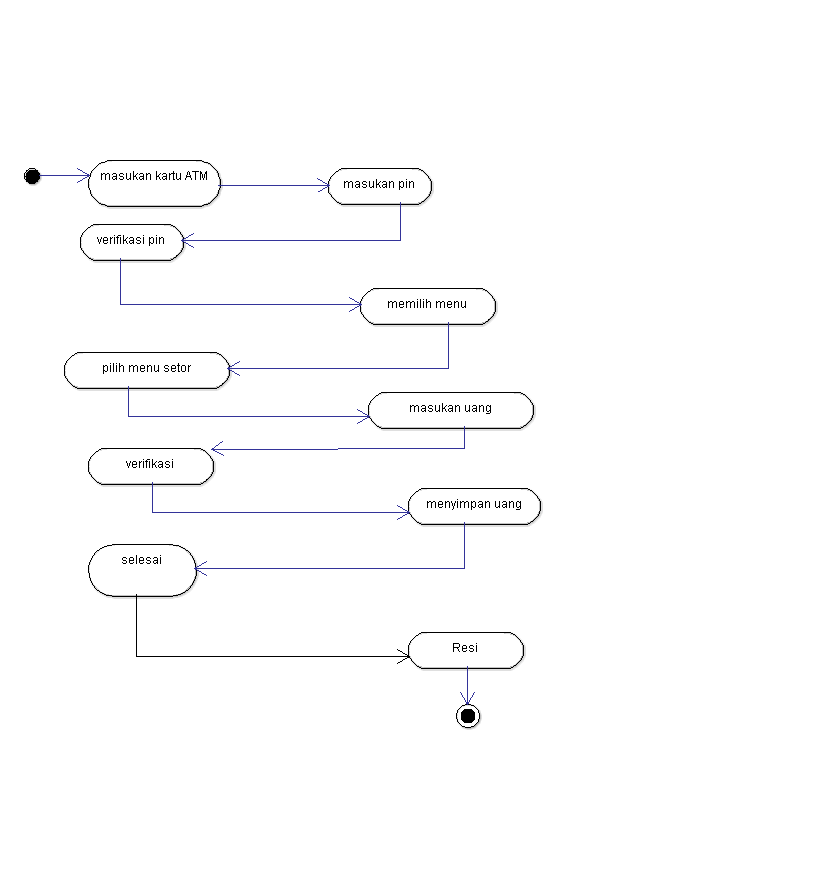 masukan kartu ATM
masukan pin
verifikasi pin
memilih menu
pilih menu setor
masukan uang
verifikasi
menyimpan uang
selesai
Resi